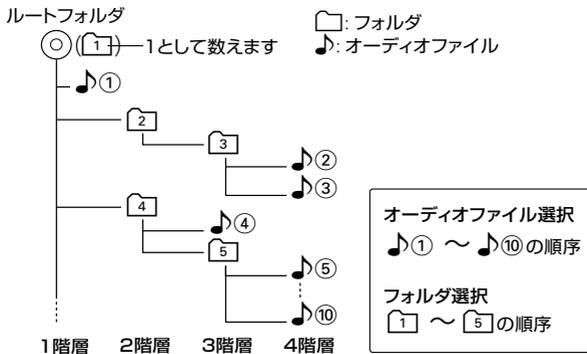 ルートフォルダ
(1)
1として数えます
: フォルダ
♪: オーディオファイル
♪①
2
3
♪②
♪③
4
♪④
5
♪⑤
♪⑩
オーディオファイル選択
♪① ～ ♪⑩の順序
フォルダ選択
1 ～ 5の順序
1階層 2階層 3階層 4階層